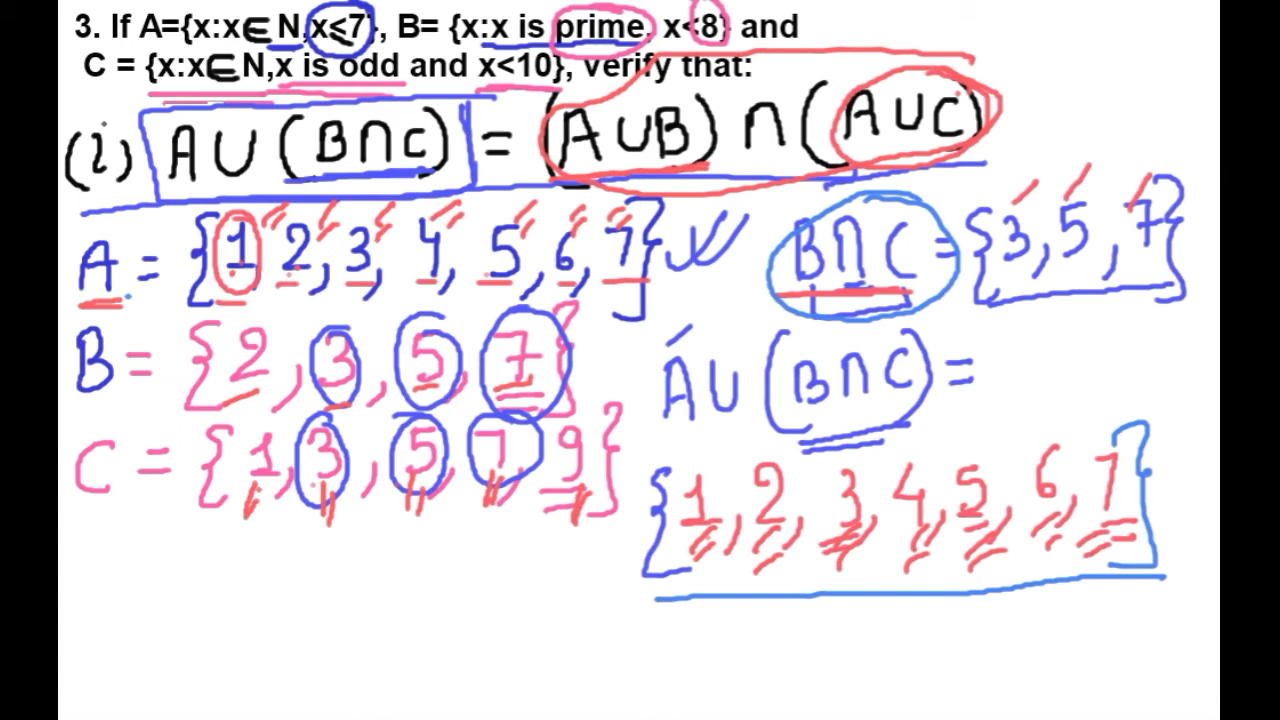 3. If A={x:x∈N,x≤7}, B= {x:x is prime, x<8} and
C = {x:x∈N,x is odd and x<10}, verify that:
(i) A∪(B∩C) = (A∪B)∩(A∪C)
A = {1, 2, 3, 4, 5, 6, 7}
B∩C = {3, 5, 7}
B = {2, 3, 5, 7}
A∪(B∩C) =
C = {1, 3, 5, 7, 9}
{1, 2, 3, 4, 5, 6, 7}